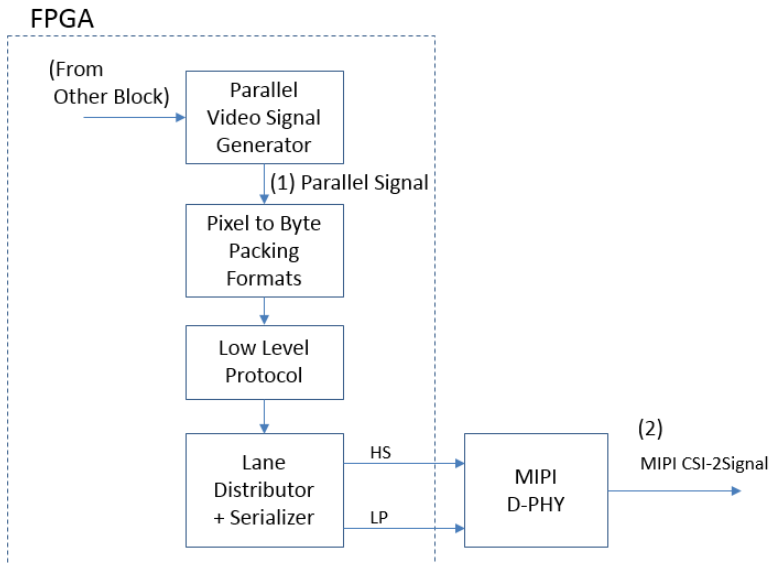 FPGA
(From
Other Block)
Parallel
Video Signal
Generator
(1) Parallel Signal
Pixel to Byte
Packing
Formats
Low Level
Protocol
Lane
Distributor
+ Serializer
HS
LP
MIPI
D-PHY
(2)
MIPI CSI-2Signal